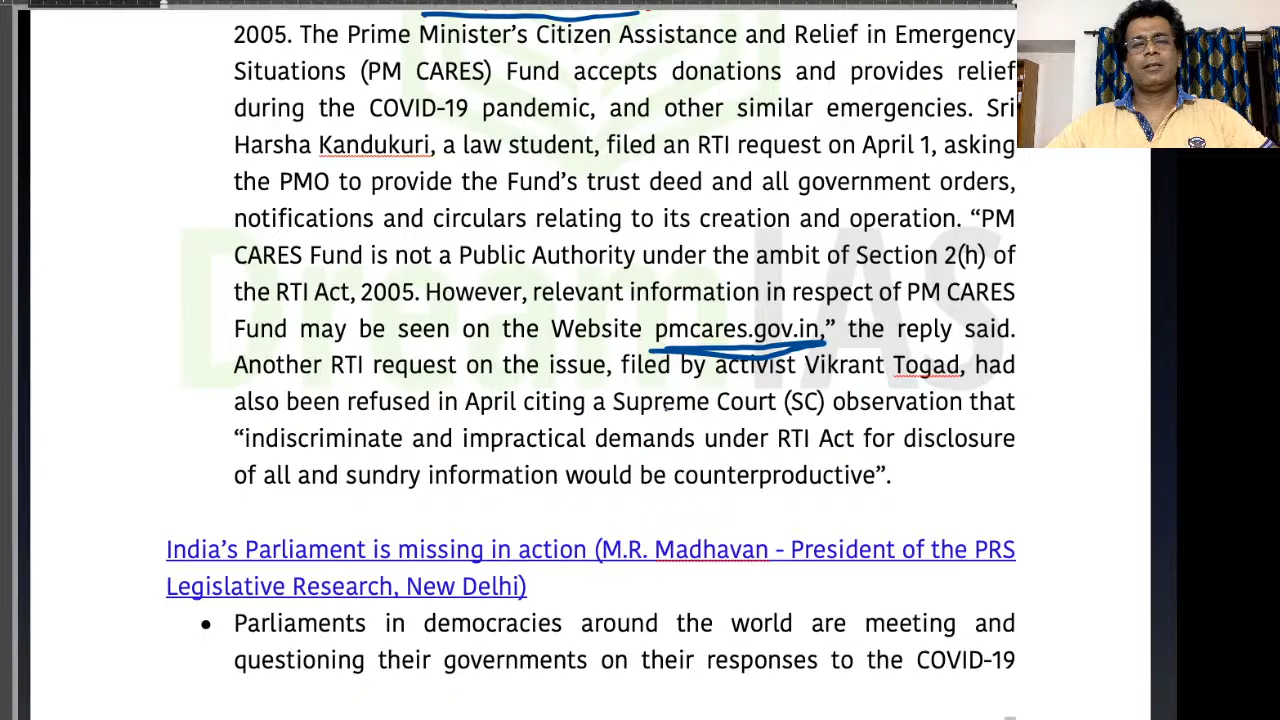 2005. The Prime Minister’s Citizen Assistance and Relief in Emergency
Situations (PM CARES) Fund accepts donations and provides relief
during the COVID-19 pandemic, and other similar emergencies. Sri
Harsha Kandukuri, a law student, filed an RTI request on April 1, asking
the PMO to provide the Fund’s trust deed and all government orders,
notifications and circulars relating to its creation and operation. “PM
CARES Fund is not a Public Authority under the ambit of Section 2(h) of
the RTI Act, 2005. However, relevant information in respect of PM CARES
Fund may be seen on the Website pmcares.gov.in,” the reply said.
Another RTI request on the issue, filed by activist Vikrant Togad, had
also been refused in April citing a Supreme Court (SC) observation that
“indiscriminate and impractical demands under RTI Act for disclosure
of all and sundry information would be counterproductive”.
DreamIAS
India’s Parliament is missing in action (M.R. Madhavan - President of the PRS
Legislative Research, New Delhi)
• Parliaments in democracies around the world are meeting and
questioning their governments on their responses to the COVID-19